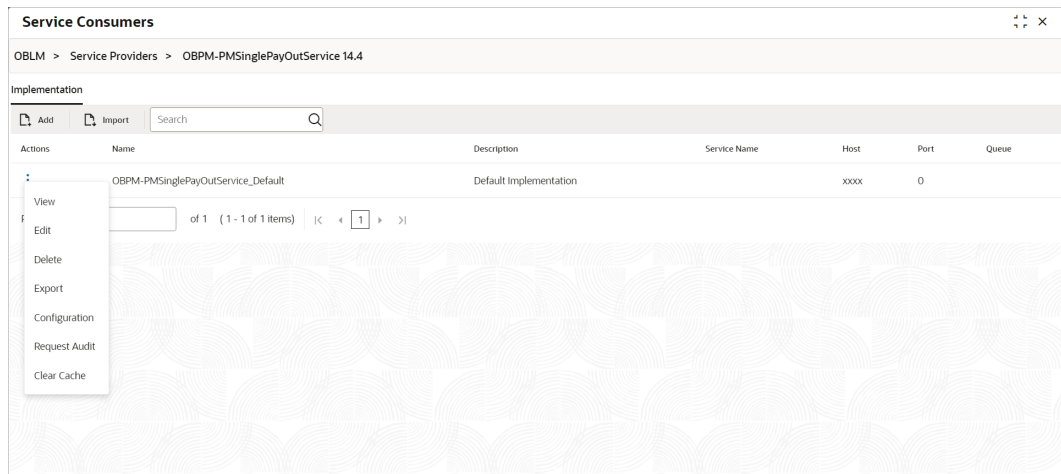 Service Consumers
OBLM > Service Providers > OBPM-PMSinglePayOutService 14.4
Implementation
Add Import Search
Actions Name Description Service Name Host Port Queue
OBPM-PMSinglePayOutService_Default Default Implementation xxxx 0
View
of 1 (1 - 1 of 1 items) 1
Edit
Delete
Export
Configuration
Request Audit
Clear Cache